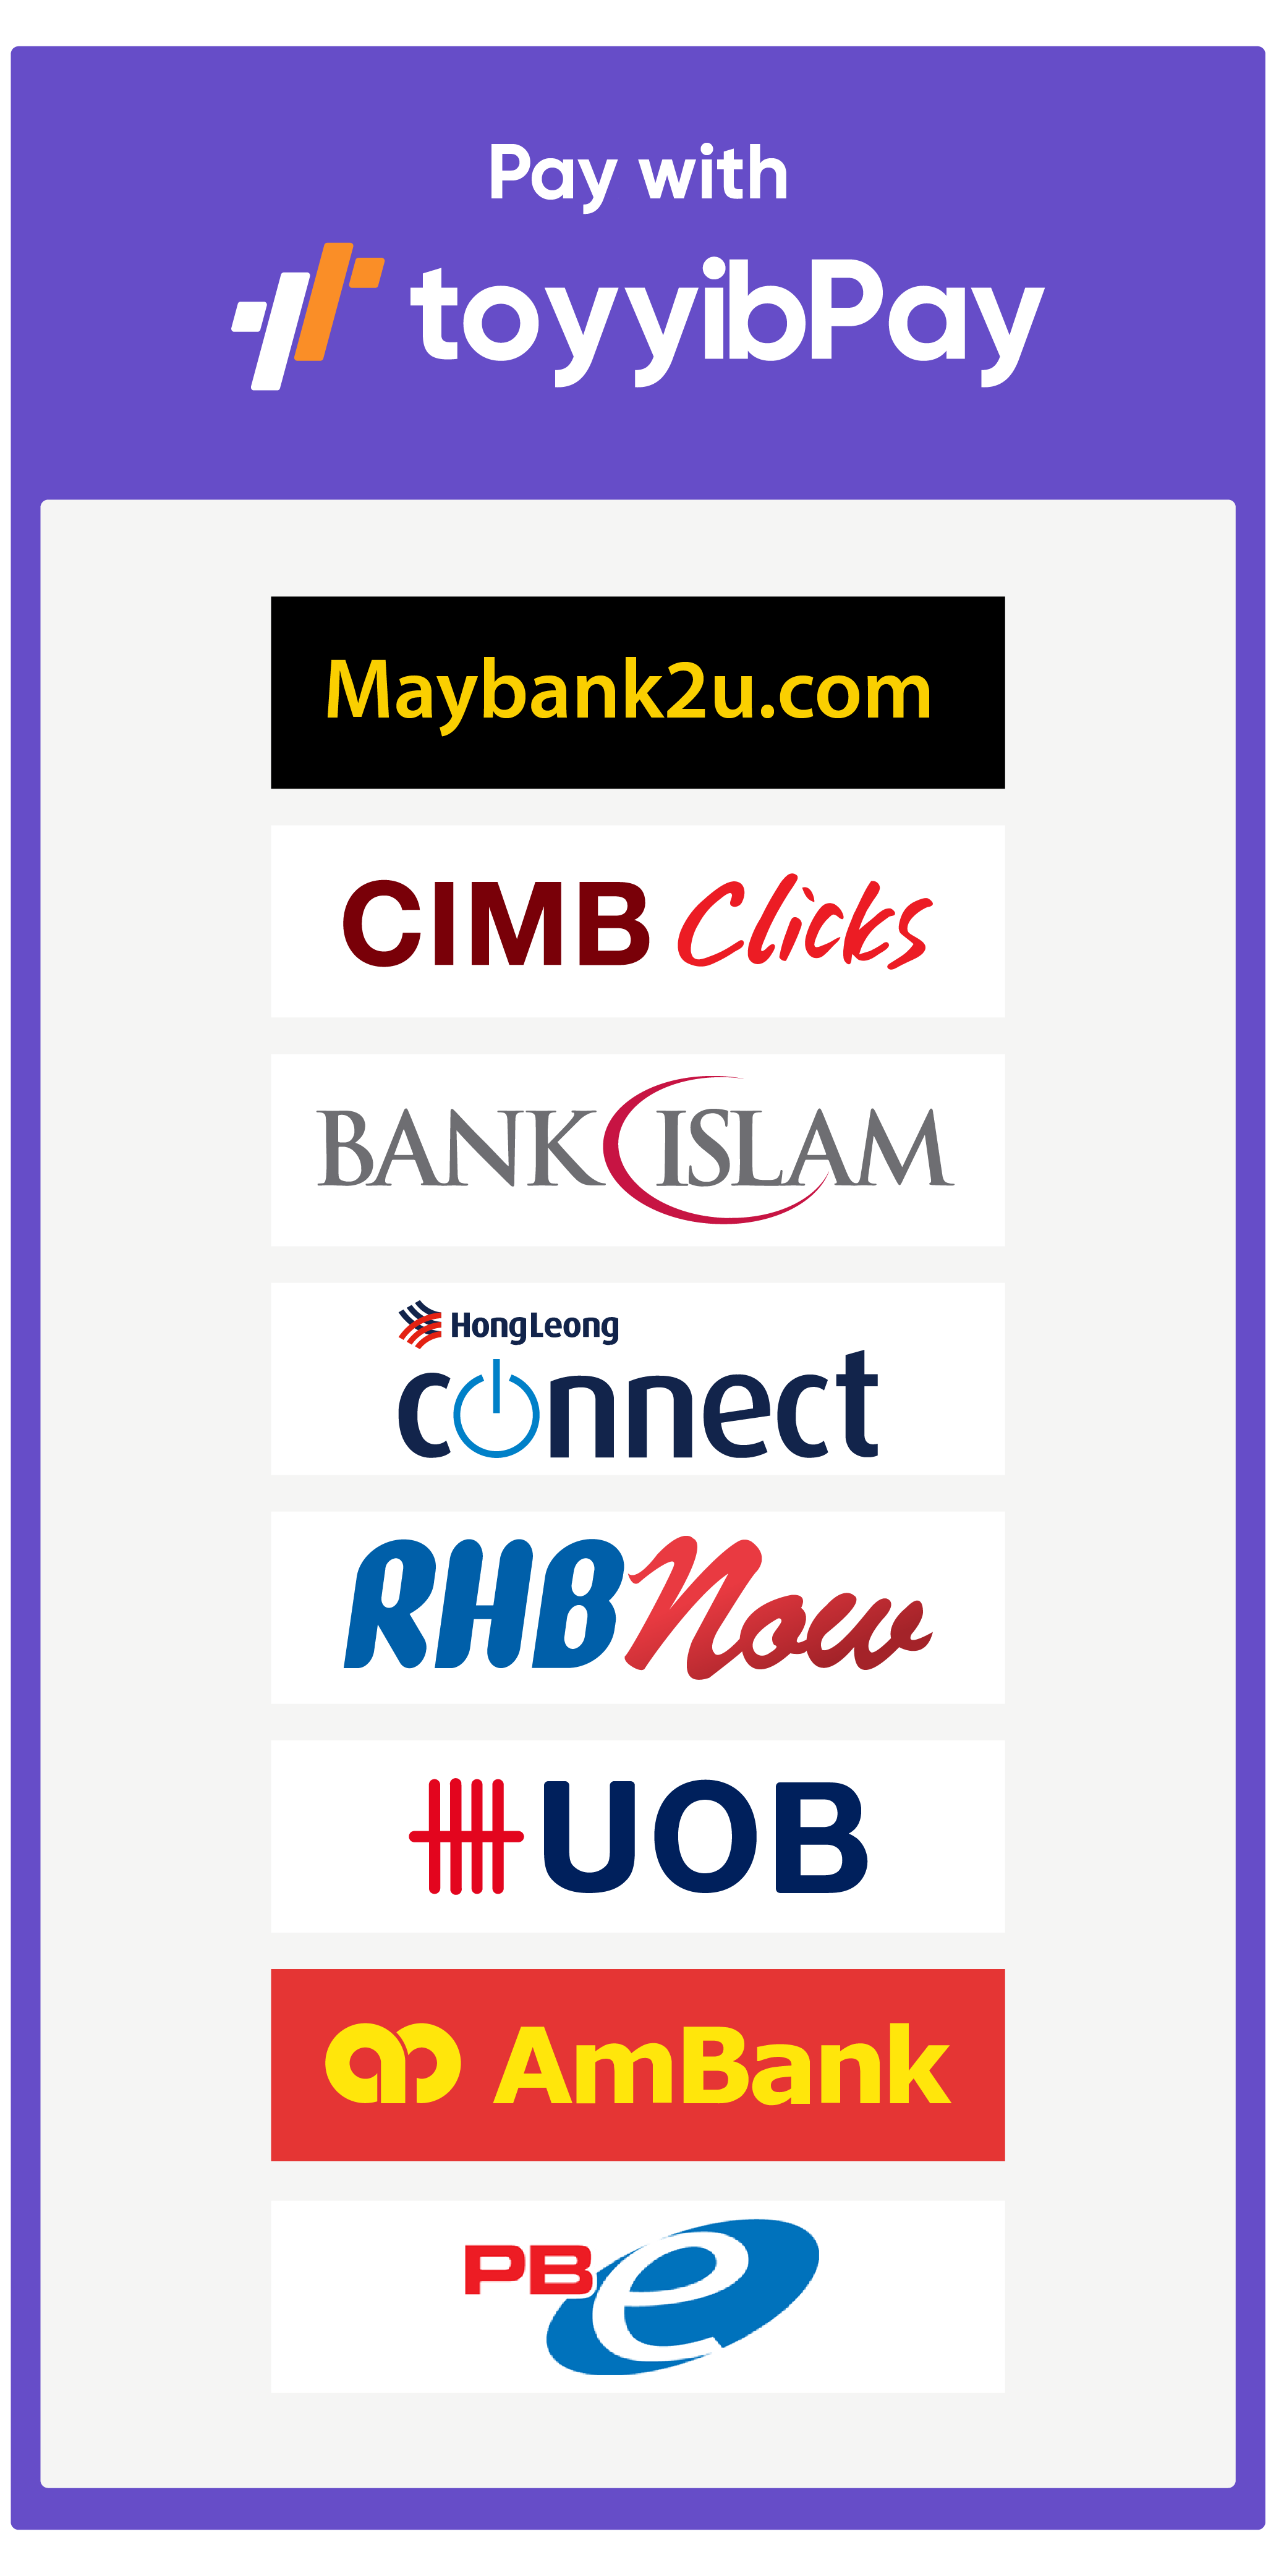 Pay with
toyyibPay
Maybank2u.com
CIMB Clicks
BANK ISLAM
HongLeong
connect
RHB Now
UOB
AmBank
PBe